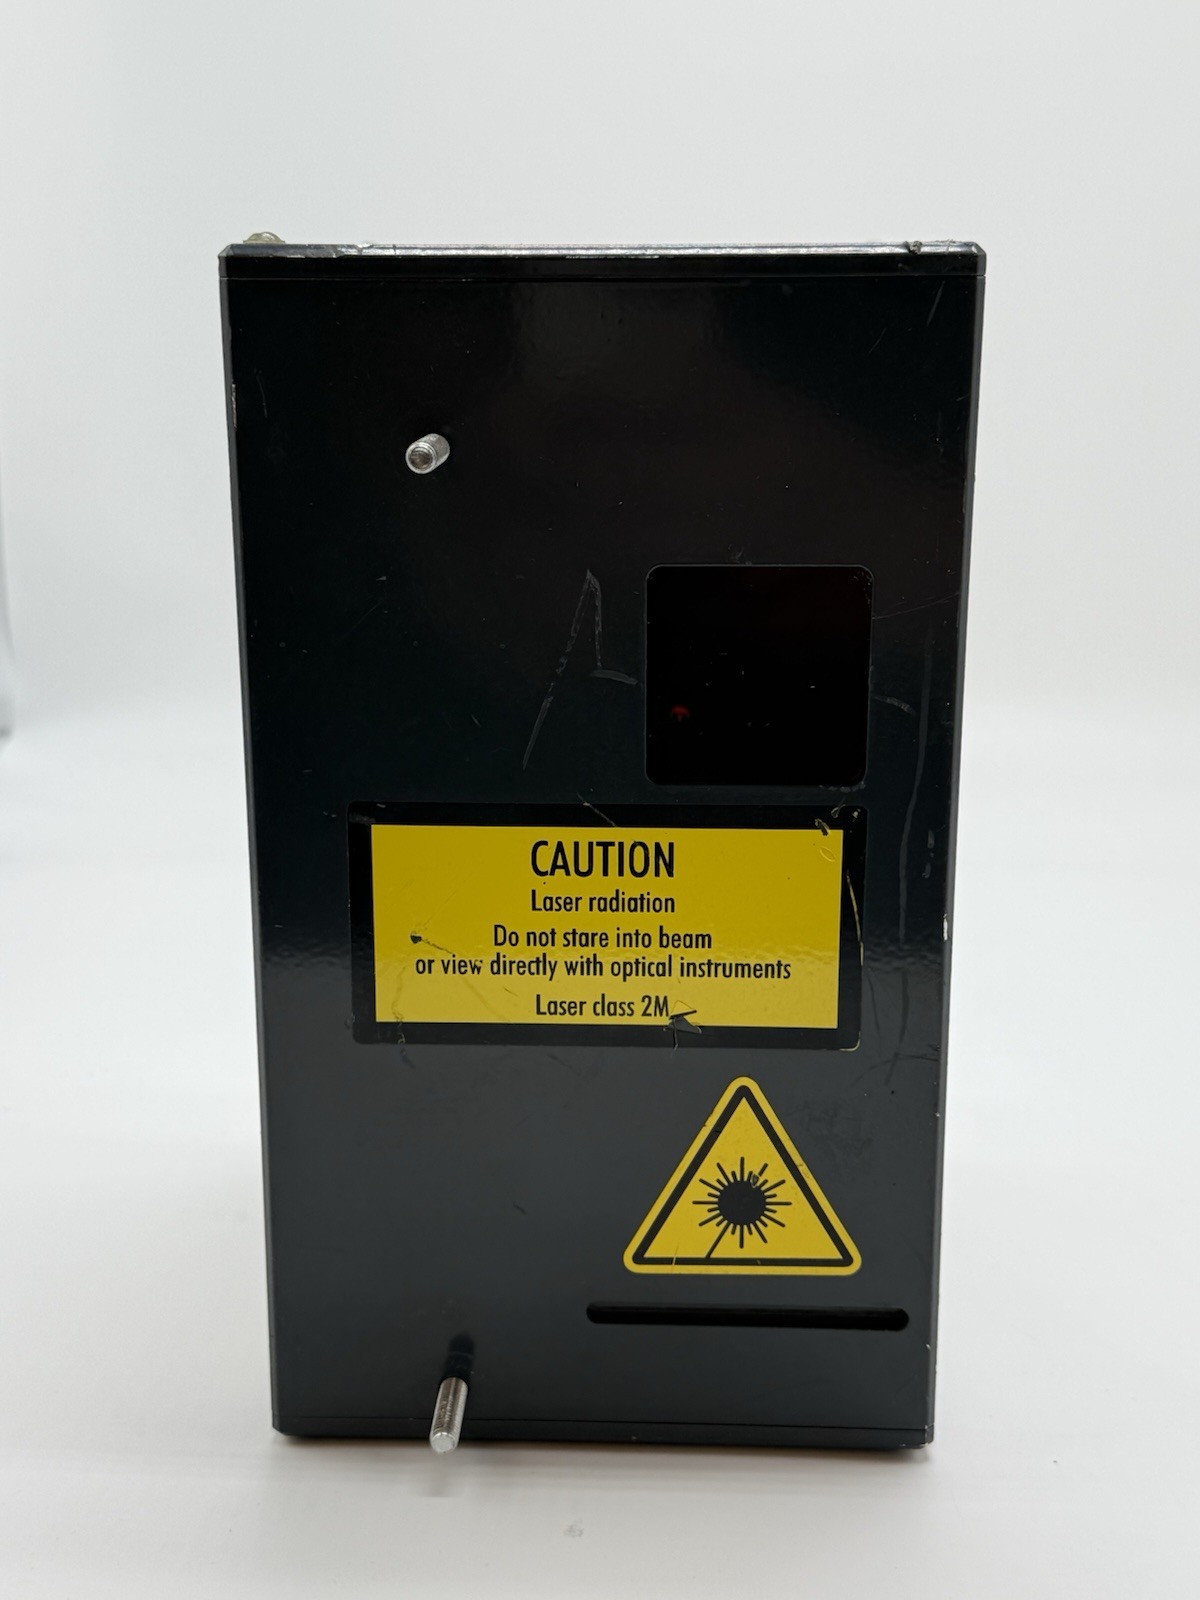 CAUTION
Laser radiation
Do not stare into beam
or view directly with optical instruments
Laser class 2M